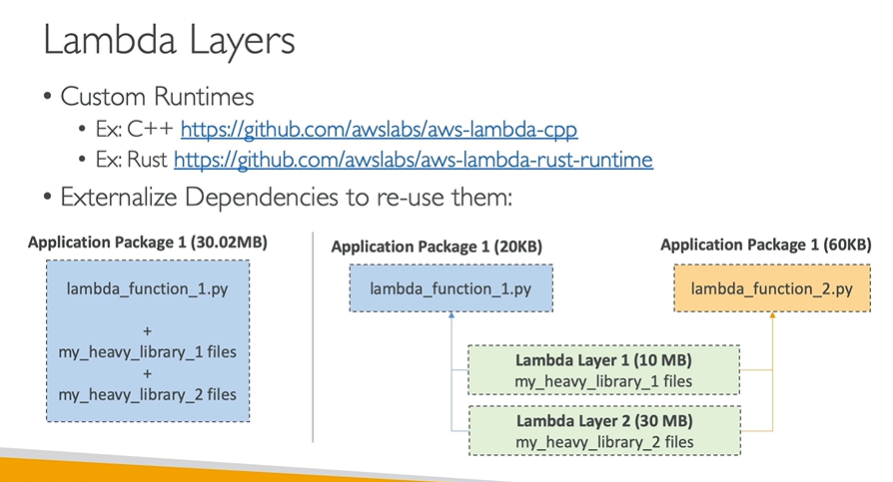 Lambda Layers
• Custom Runtimes
• Ex: C++ https://github.com/awslabs/aws-lambda-cpp
• Ex: Rust https://github.com/awslabs/aws-lambda-rust-runtime
• Externalize Dependencies to re-use them:
Application Package 1 (30.02MB)
lambda_function_1.py
+
my_heavy_library_1 files
+
my_heavy_library_2 files
Application Package 1 (20KB)
lambda_function_1.py
Application Package 1 (60KB)
lambda_function_2.py
Lambda Layer 1 (10 MB)
my_heavy_library_1 files
Lambda Layer 2 (30 MB)
my_heavy_library_2 files